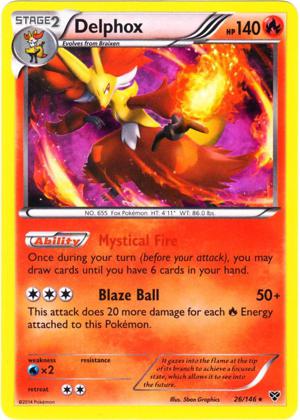 STAGE2 Delphox HP 140
Evolves from Braixen
NO. 655 Fox Pokémon HT. 4'11" WT. 86.0 lbs.
Ability Mystical Fire
Once during your turn (before your attack), you may
draw cards until you have 6 cards in your hand.
Blaze Ball 50+
This attack does 20 more damage for each Energy
attached to this Pokémon.
weakness resistance
×2
retreat
It gazes into the flame at the tip
of its branch to achieve a focused
state, which allows it to see into
the future.
Illus. 5ban Graphics 26/146 ★
©2014 Pokémon
XY